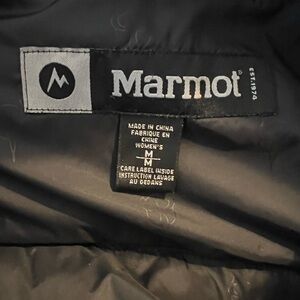 Marmot®
EST. 1974
MADE IN CHINA
FABRIQUE EN
CHINE
WOMEN'S
M
M
CARE LABEL INSIDE
INSTRUCTION LAVAGE
AU DEDANS